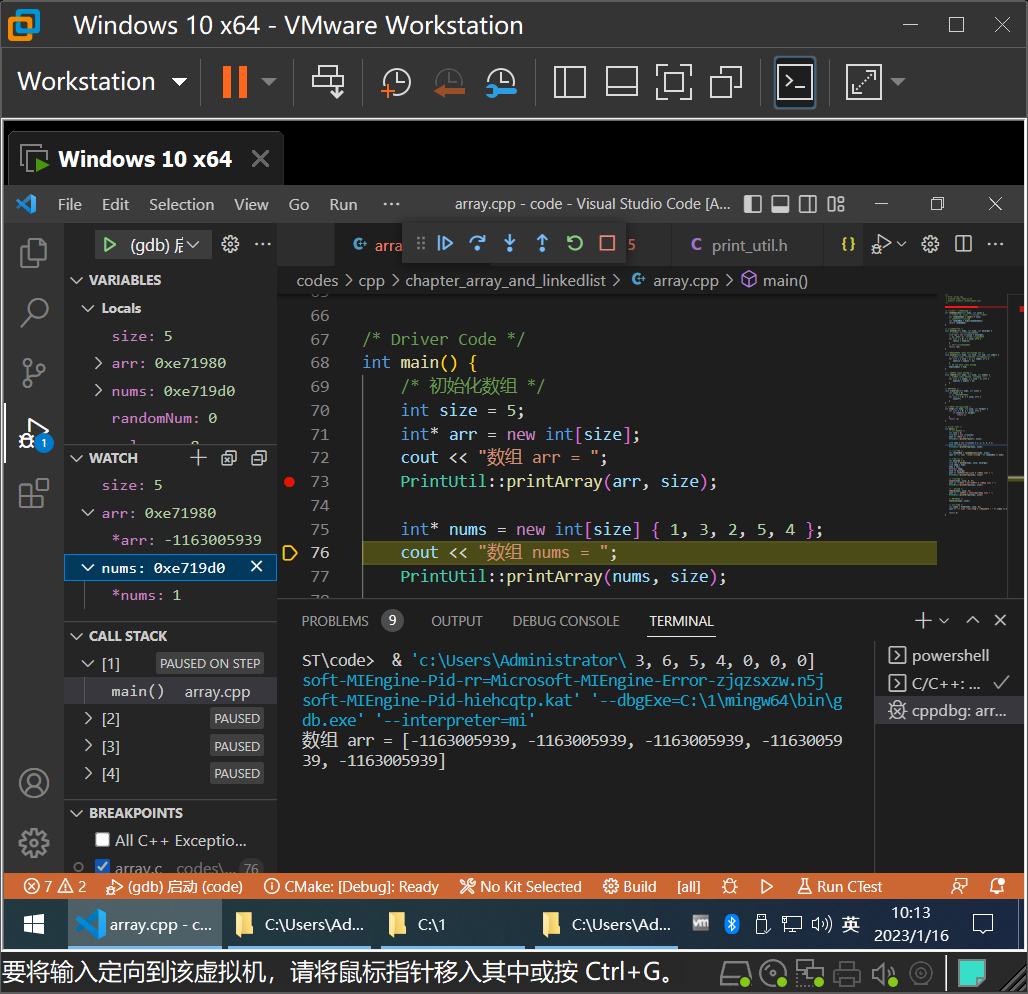 Windows 10 x64 - VMware Workstation
Workstation
Windows 10 x64
File Edit Selection View Go Run ··· array.cpp - code - Visual Studio Code [A...
(gdb) ··· arra 5 print_util.h {} ···
codes > cpp > chapter_array_and_linkedlist > array.cpp > main()
VARIABLES
Locals
size: 5
arr: 0xe71980
nums: 0xe719d0
randomNum: 0
WATCH
size: 5
arr: 0xe71980
*arr: -1163005939
nums: 0xe719d0
*nums: 1
CALL STACK
[1] PAUSED ON STEP
main() array.cpp
[2] PAUSED
[3] PAUSED
[4] PAUSED
BREAKPOINTS
All C++ Exceptio...
array.c codes\... 76
66
67 /* Driver Code */
68 int main() {
69 /* 初始化数组 */
70 int size = 5;
71 int* arr = new int[size];
72 cout << "数组 arr = ";
73 PrintUtil::printArray(arr, size);
74
75 int* nums = new int[size] { 1, 3, 2, 5, 4 };
76 cout << "数组 nums = ";
77 PrintUtil::printArray(nums, size);
PROBLEMS 9 OUTPUT DEBUG CONSOLE TERMINAL
ST\code> & 'c:\Users\Administrator\ 3, 6, 5, 4, 0, 0, 0]
soft-MIEngine-Pid-rr=Microsoft-MIEngine-Error-zjqzsxzw.n5j
soft-MIEngine-Pid-hiehcqtp.kat' '--dbgExe=C:\1\mingw64\bin\g
db.exe' '--interpreter=mi'
数组 arr = [-1163005939, -1163005939, -1163005939, -11630059
39, -1163005939]
powershell
C/C++: ...
cppdbg: arr...
7 2 (gdb) 启动 (code) CMake: [Debug]: Ready No Kit Selected Build [all] Run CTest
array.cpp - c... C:\Users\Ad... C:\1 C:\Users\Ad... vm 英 10:13
2023/1/16
要将输入定向到该虚拟机，请将鼠标指针移入其中或按 Ctrl+G。